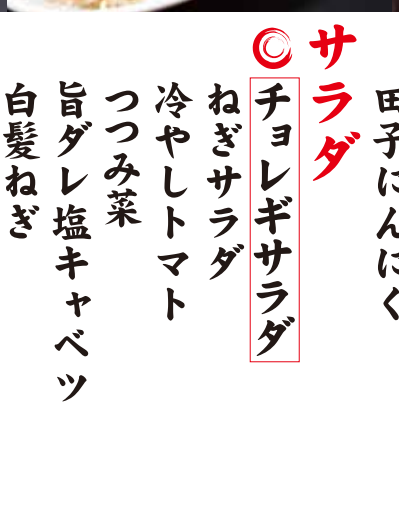 田子にんにく
サラダ
チョレギサラダ
ねぎサラダ
冷やしトマト
つつみ菜
旨ダレ塩キャベツ
白髪ねぎ